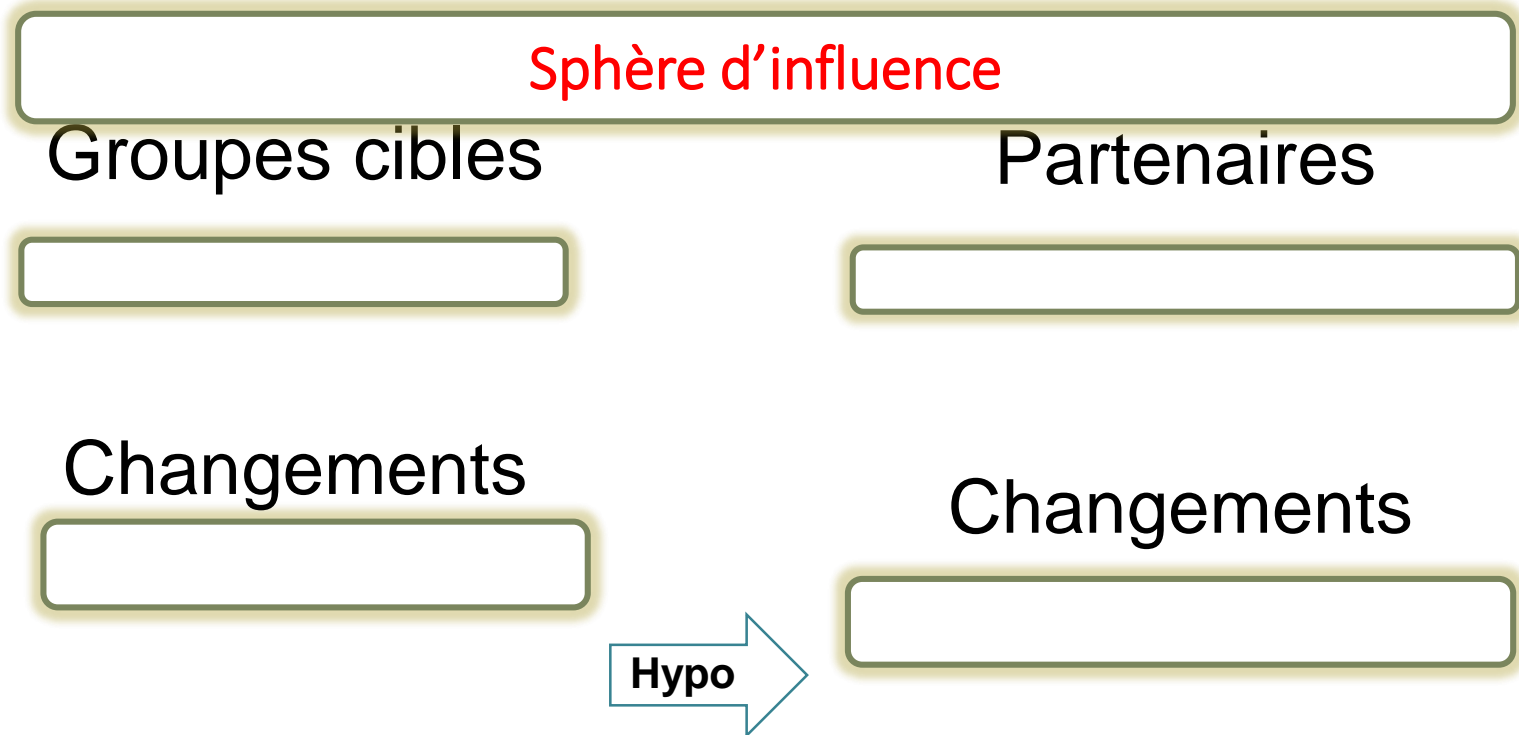 Sphère d’influence
Groupes cibles
Partenaires
Changements
Changements
Hypo